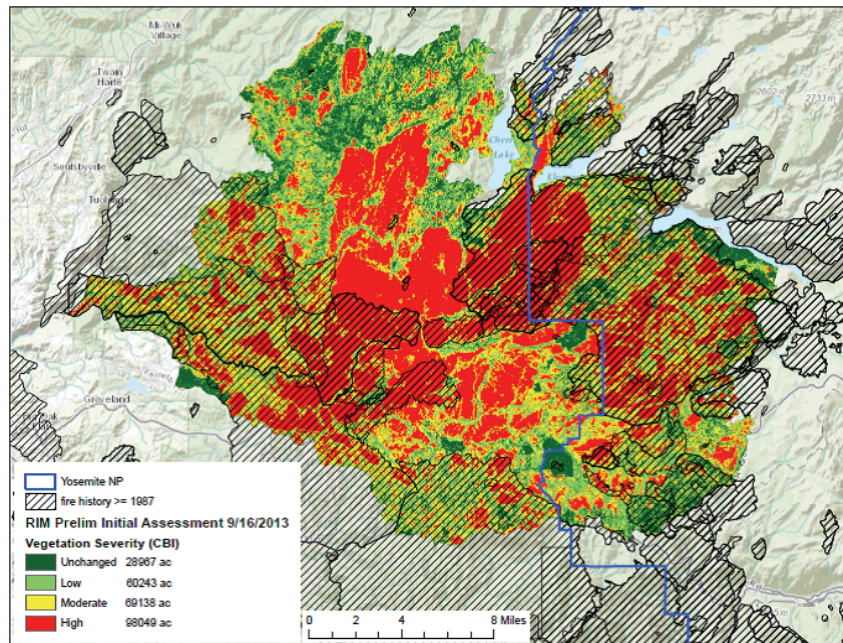 Mi-Wuk
Village
Twain
Harte
2602 m
2733 m
Lake
Soulsbyville
Groveland
Yosemite NP
fire history >= 1987
RIM Prelim Initial Assessment 9/16/2013
Vegetation Severity (CBI)
Unchanged 28967 ac
Low 60243 ac
Moderate 69138 ac
High 98049 ac
0 2 4 8 Miles